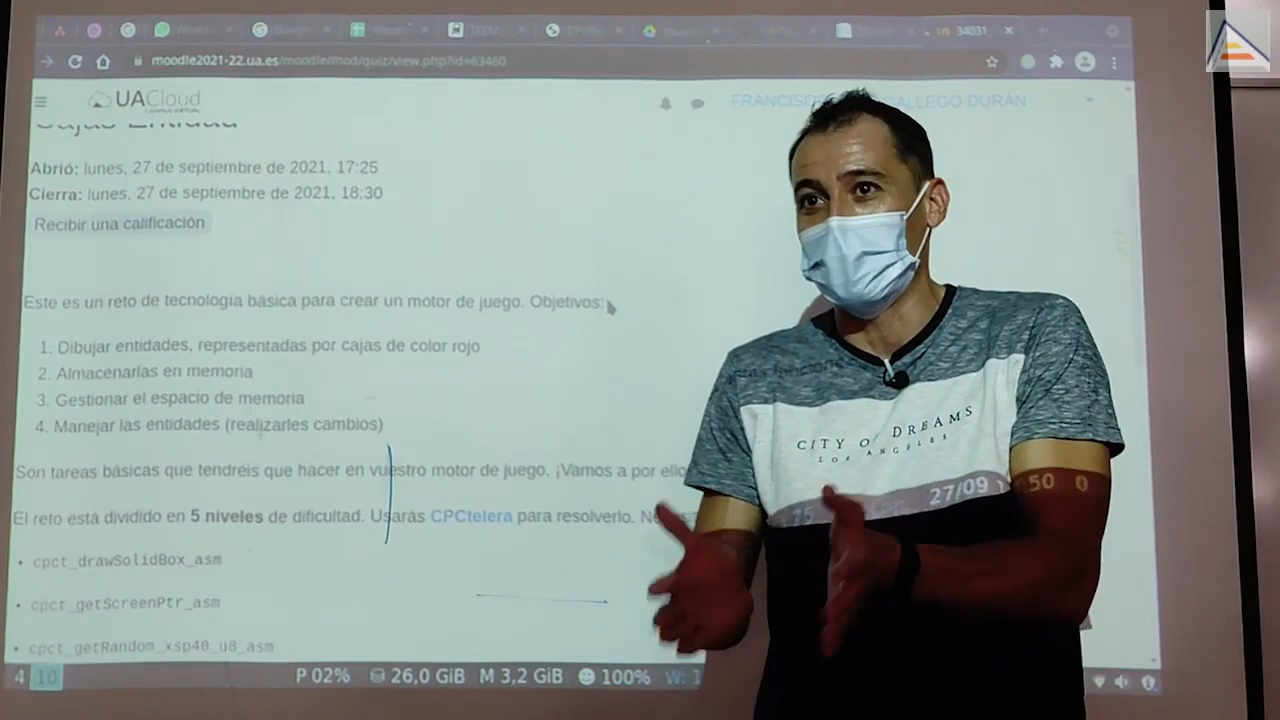 34031
moodle2021-22.ua.es/moodle/mod/quiz/view.php?id=63460
UACloud
CAMPUS VIRTUAL
Abrió: lunes, 27 de septiembre de 2021, 17:25
Cierra: lunes, 27 de septiembre de 2021, 18:30
Recibir una calificación
Este es un reto de tecnología básica para crear un motor de juego. Objetivos:
1. Dibujar entidades, representadas por cajas de color rojo
2. Almacenarlas en memoria
3. Gestionar el espacio de memoria
4. Manejar las entidades (realizarles cambios)
Son tareas básicas que tendréis que hacer en vuestro motor de juego. ¡Vamos a por ello
El reto está dividido en 5 niveles de dificultad. Usarás CPCtelera para resolverlo.
• cpct_drawSolidBox_asm
• cpct_getScreenPtr_asm
• cpct_getRandom_xsp40_u8_asm
4 10 P 02% 26,0 GiB M 3,2 GiB 100% W: 27/09 :50
CITY OF DREAMS
LOS ANGELES